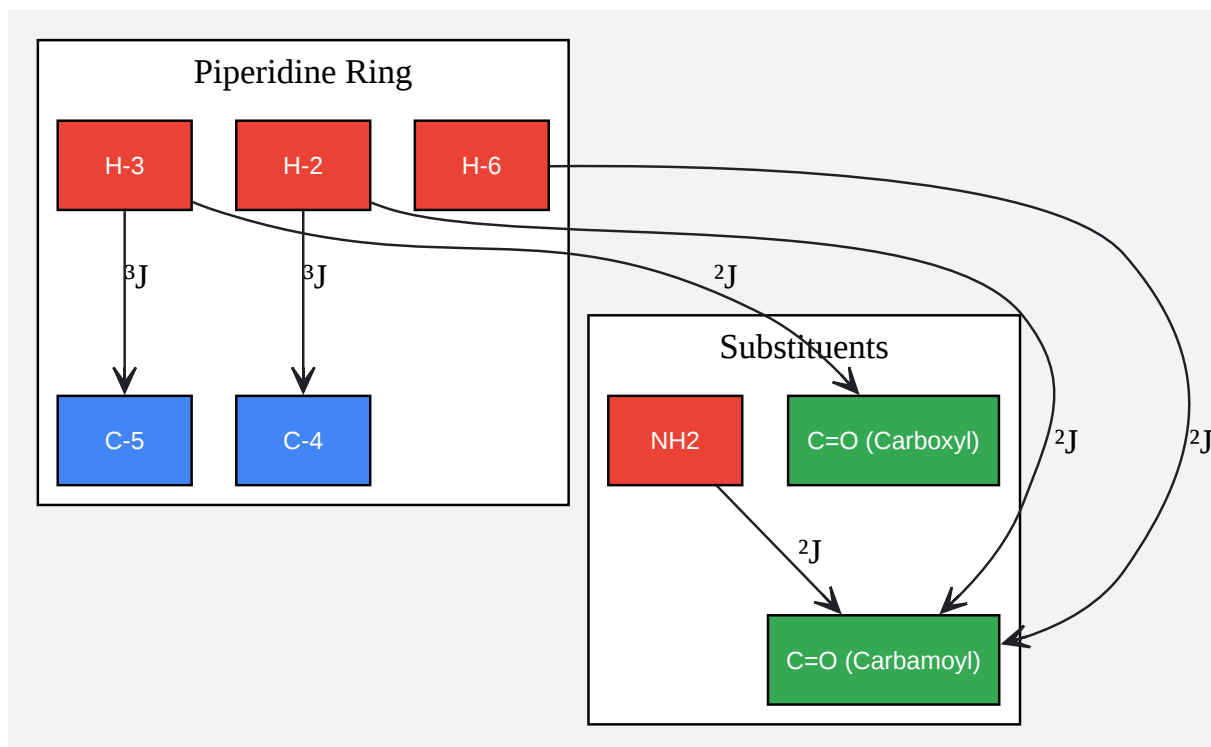 Piperidine Ring
H-3
H-2
H-6
³J
³J
²J
Substituents
C-5
C-4
NH2
C=O (Carboxyl)
²J
²J
²J
C=O (Carbamoyl)